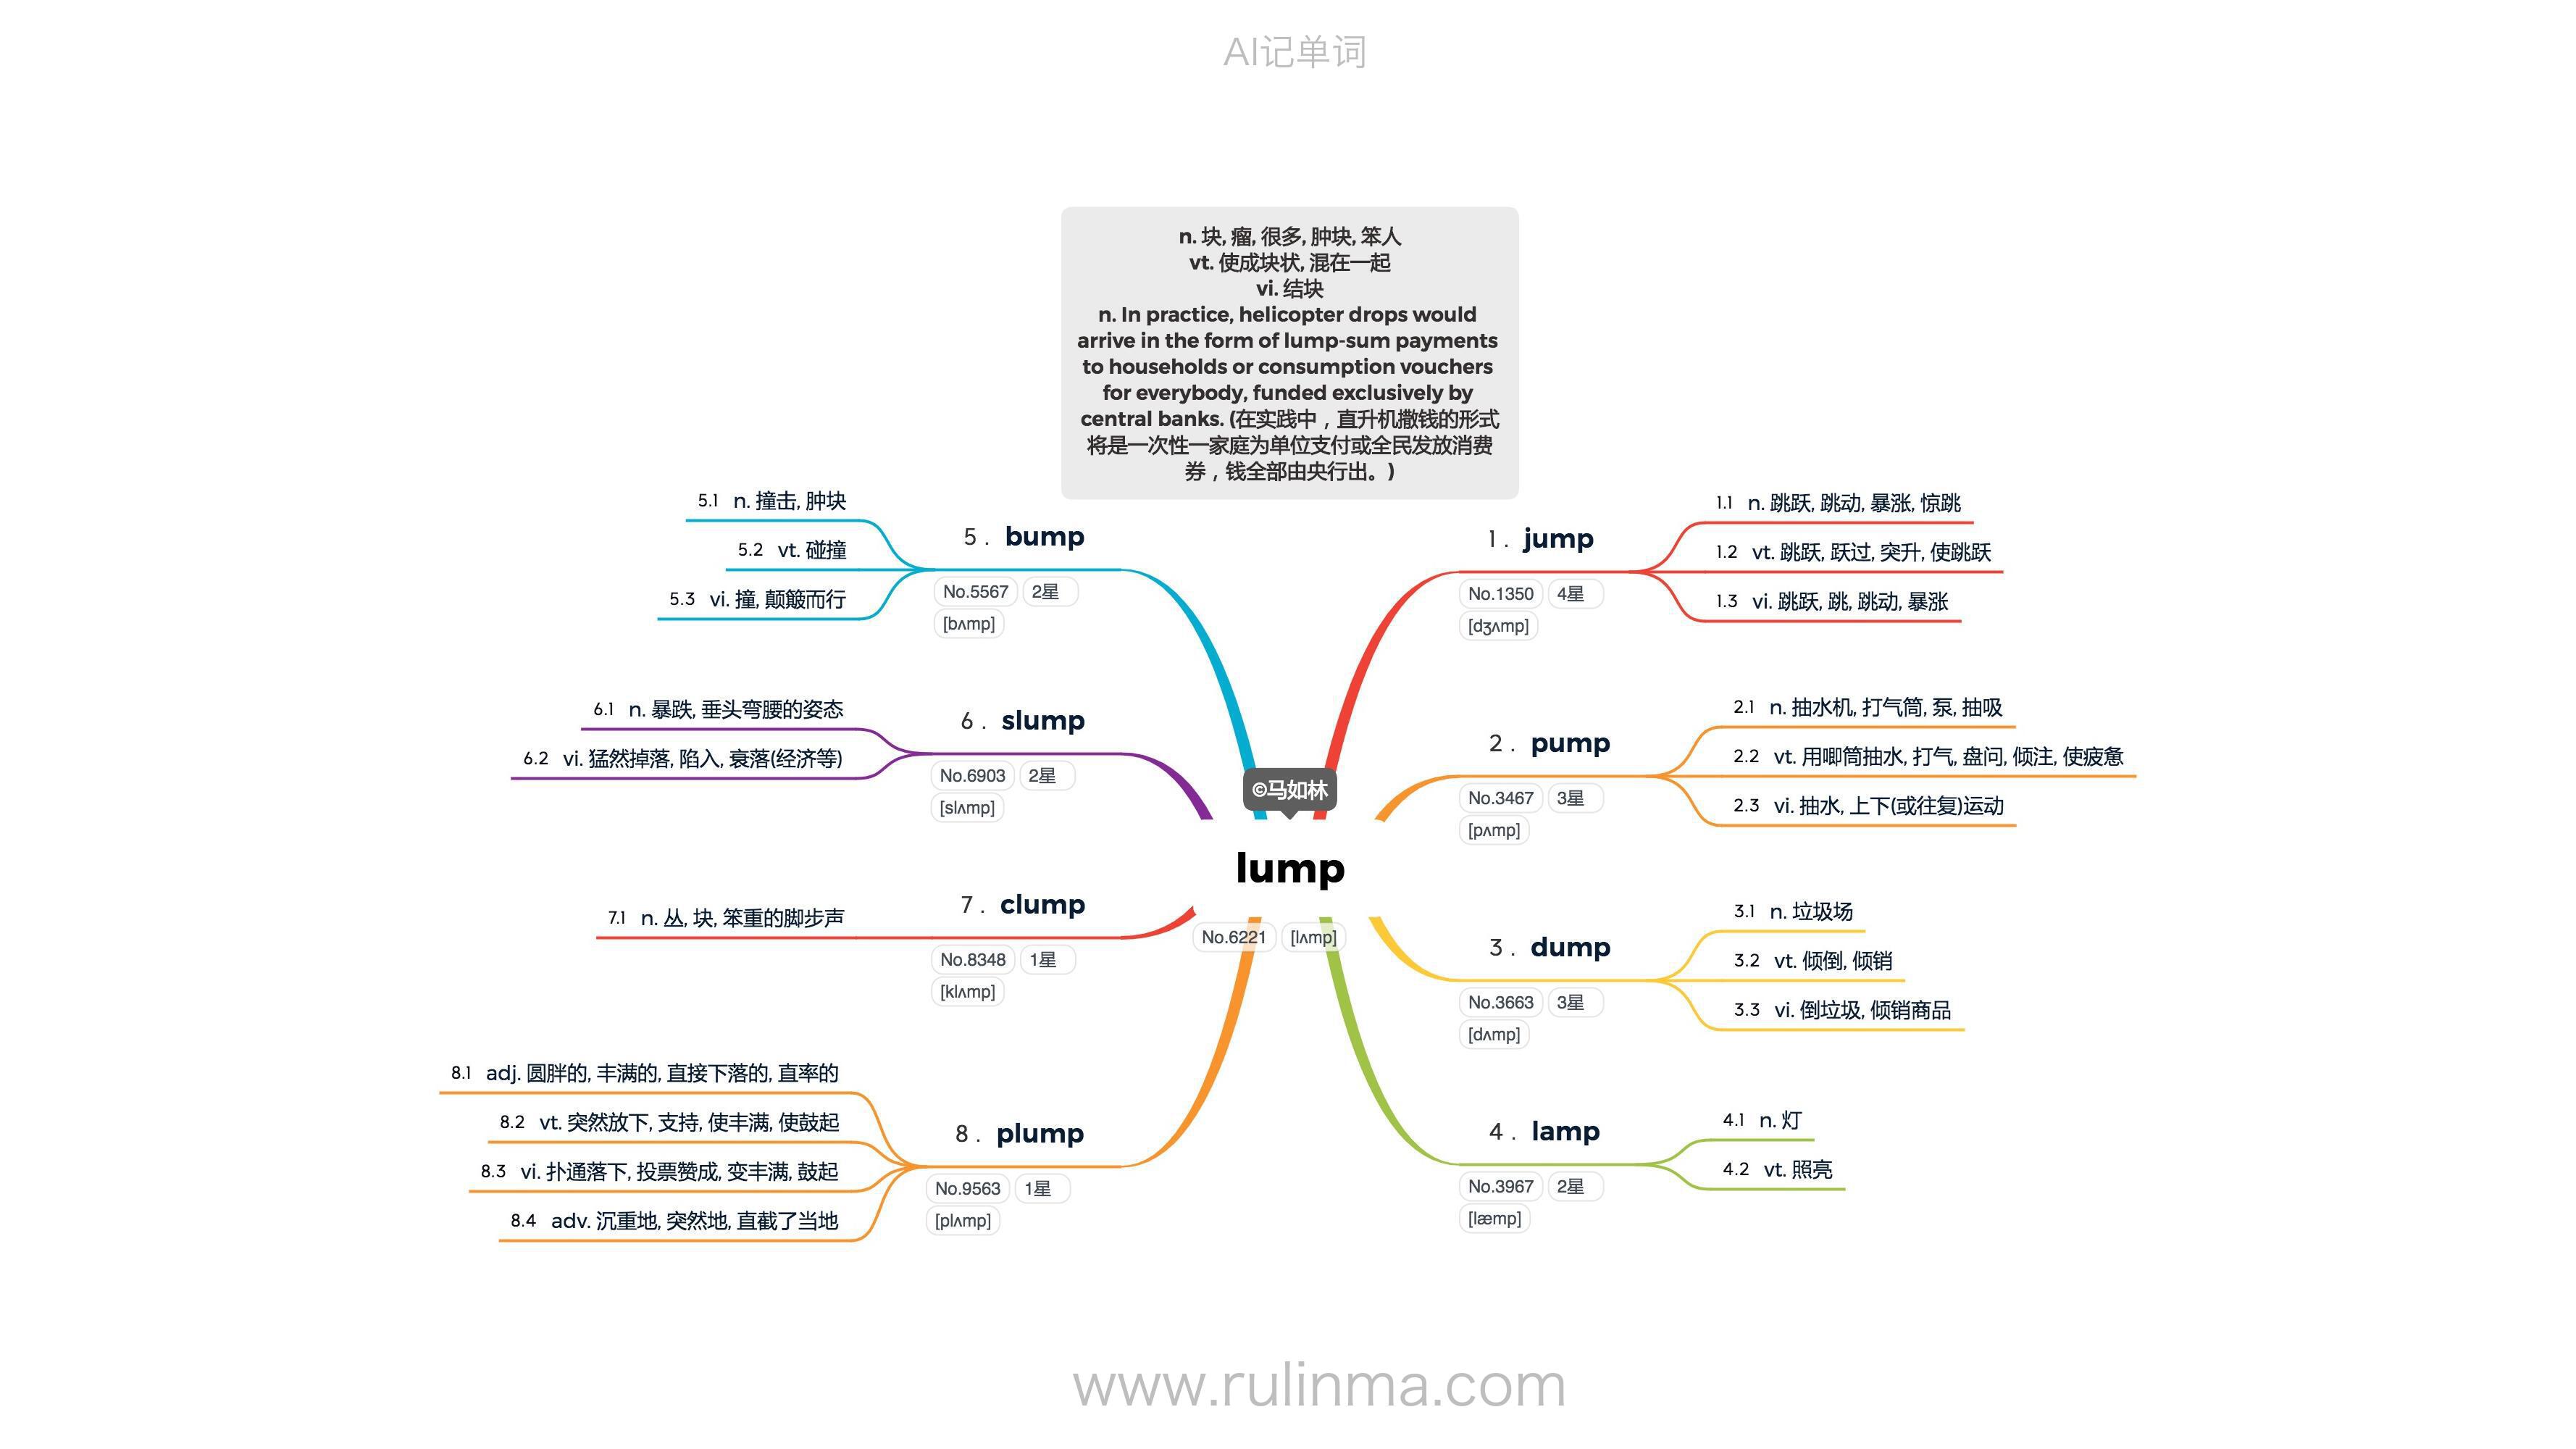 AI记单词
n. 块, 瘤, 很多, 肿块, 笨人
vt. 使成块状, 混在一起
vi. 结块
n. In practice, helicopter drops would
arrive in the form of lump-sum payments
to households or consumption vouchers
for everybody, funded exclusively by
central banks. (在实践中，直升机撒钱的形式
将是一次性一家庭为单位支付或全民发放消费
券，钱全部由央行出。)
©马如林
lump
No.6221 [lʌmp]
1. jump
No.1350 4星
[dʒʌmp]
1.1 n. 跳跃, 跳动, 暴涨, 惊跳
1.2 vt. 跳跃, 跃过, 突升, 使跳跃
1.3 vi. 跳跃, 跳, 跳动, 暴涨
2. pump
No.3467 3星
[pʌmp]
2.1 n. 抽水机, 打气筒, 泵, 抽吸
2.2 vt. 用唧筒抽水, 打气, 盘问, 倾注, 使疲惫
2.3 vi. 抽水, 上下(或往复)运动
3. dump
No.3663 3星
[dʌmp]
3.1 n. 垃圾场
3.2 vt. 倾倒, 倾销
3.3 vi. 倒垃圾, 倾销商品
4. lamp
No.3967 2星
[læmp]
4.1 n. 灯
4.2 vt. 照亮
5. bump
No.5567 2星
[bʌmp]
5.1 n. 撞击, 肿块
5.2 vt. 碰撞
5.3 vi. 撞, 颠簸而行
6. slump
No.6903 2星
[slʌmp]
6.1 n. 暴跌, 垂头弯腰的姿态
6.2 vi. 猛然掉落, 陷入, 衰落(经济等)
7. clump
No.8348 1星
[klʌmp]
7.1 n. 丛, 块, 笨重的脚步声
8. plump
No.9563 1星
[plʌmp]
8.1 adj. 圆胖的, 丰满的, 直接下落的, 直率的
8.2 vt. 突然放下, 支持, 使丰满, 使鼓起
8.3 vi. 扑通落下, 投票赞成, 变丰满, 鼓起
8.4 adv. 沉重地, 突然地, 直截了当地
www.rulinma.com